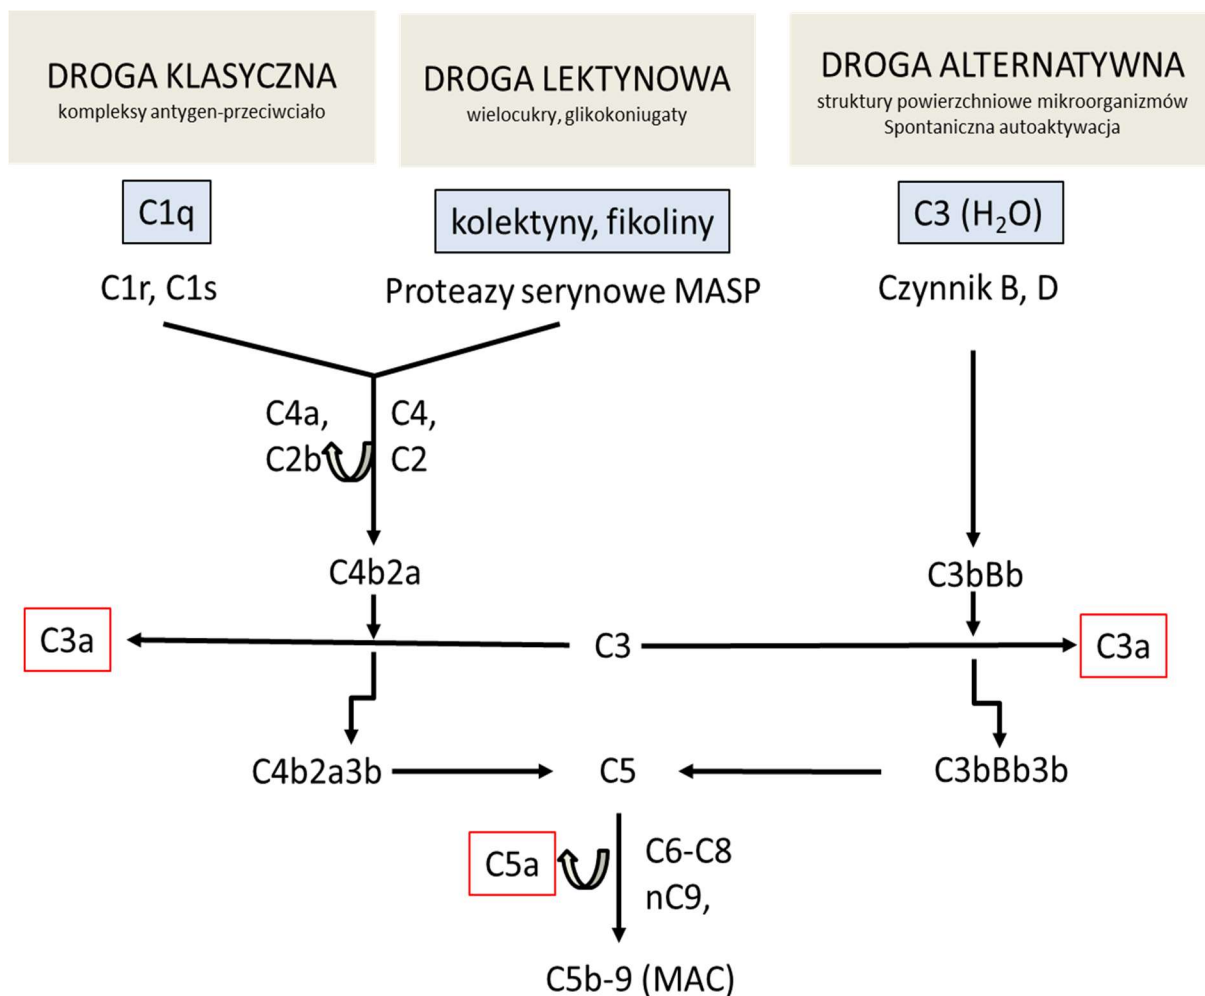 DROGA KLASYCZNA
kompleksy antygen-przeciwciało
DROGA LEKTYNOWA
wielocukry, glikokoniugaty
DROGA ALTERNATYWNA
struktury powierzchniowe mikroorganizmów
Spontaniczna autoaktywacja
C1q
kolektyny, fikoliny
C3 (H₂O)
C1r, C1s
Proteazy serynowe MASP
Czynnik B, D
C4a,
C2b
C4,
C2
C4b2a
C3bBb
C3a
C3
C3a
C4b2a3b
C5
C3bBb3b
C5a
C6-C8
nC9,
C5b-9 (MAC)